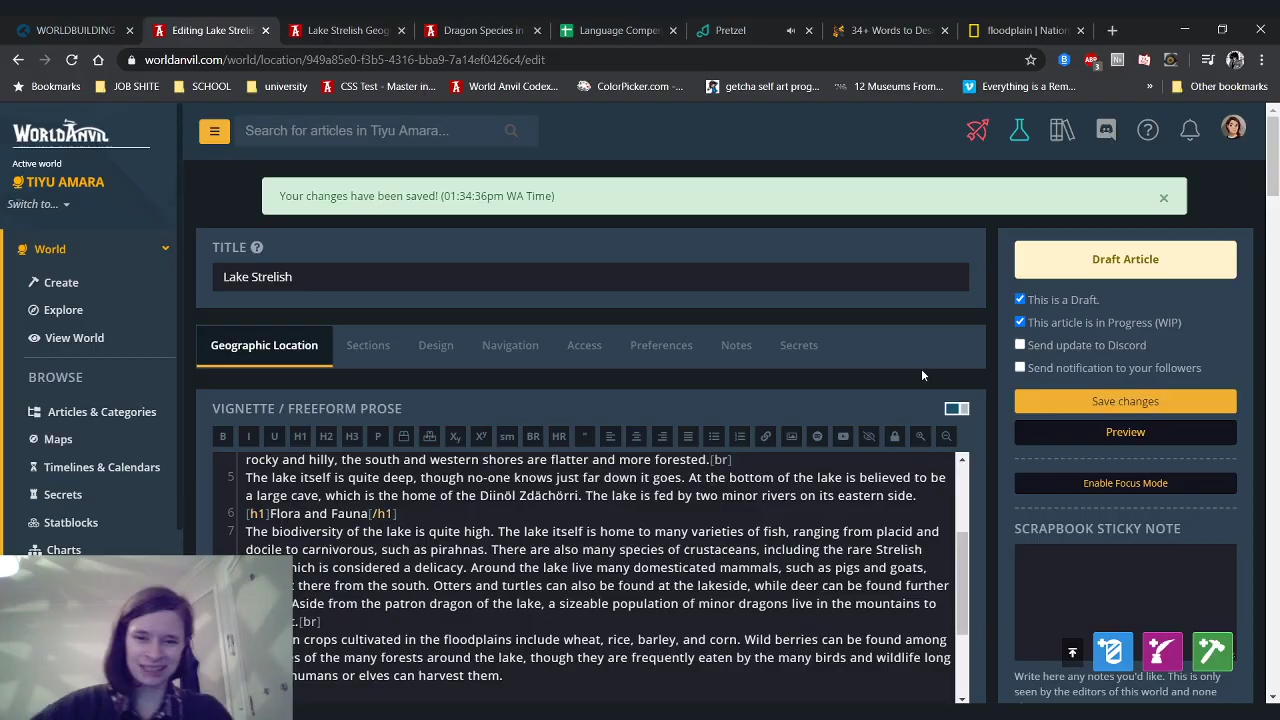 WORLDBUILDING
Editing Lake Strelis
Lake Strelish Geog
Dragon Species in
Language Compe
Pretzel
34+ Words to Des
floodplain | Nation
worldanvil.com/world/location/949a85e0-f3b5-4316-bba9-7a14ef0426c4/edit
Bookmarks
JOB SHITE
SCHOOL
university
CSS Test - Master in...
World Anvil Codex...
ColorPicker.com -...
getcha self art prog...
12 Museums From...
Everything is a Rem...
»
Other bookmarks
WORLDANVIL
Search for articles in Tiyu Amara...
Active world
TIYU AMARA
Switch to...
Your changes have been saved! (01:34:36pm WA Time)
×
World
Create
Explore
View World
BROWSE
Articles & Categories
Maps
Timelines & Calendars
Secrets
Statblocks
Charts
TITLE
Lake Strelish
Geographic Location
Sections
Design
Navigation
Access
Preferences
Notes
Secrets
VIGNETTE / FREEFORM PROSE
B I U H1 H2 H3 P Xy XY sm BR HR "
rocky and hilly, the south and western shores are flatter and more forested.[br]
5 The lake itself is quite deep, though no-one knows just far down it goes. At the bottom of the lake is believed to be
a large cave, which is the home of the Diinöl Zdăchörri. The lake is fed by two minor rivers on its eastern side.
6 [h1]Flora and Fauna[/h1]
7 The biodiversity of the lake is quite high. The lake itself is home to many varieties of fish, ranging from placid and
docile to carnivorous, such as pirahnas. There are also many species of crustaceans, including the rare Strelish
which is considered a delicacy. Around the lake live many domesticated mammals, such as pigs and goats,
there from the south. Otters and turtles can also be found at the lakeside, while deer can be found further
Aside from the patron dragon of the lake, a sizeable population of minor dragons live in the mountains to
[br]
crops cultivated in the floodplains include wheat, rice, barley, and corn. Wild berries can be found among
of the many forests around the lake, though they are frequently eaten by the many birds and wildlife long
humans or elves can harvest them.
Draft Article
This is a Draft.
This article is in Progress (WIP)
Send update to Discord
Send notification to your followers
Save changes
Preview
Enable Focus Mode
SCRAPBOOK STICKY NOTE
Write here any notes you'd like. This is only
seen by the editors of this world and none